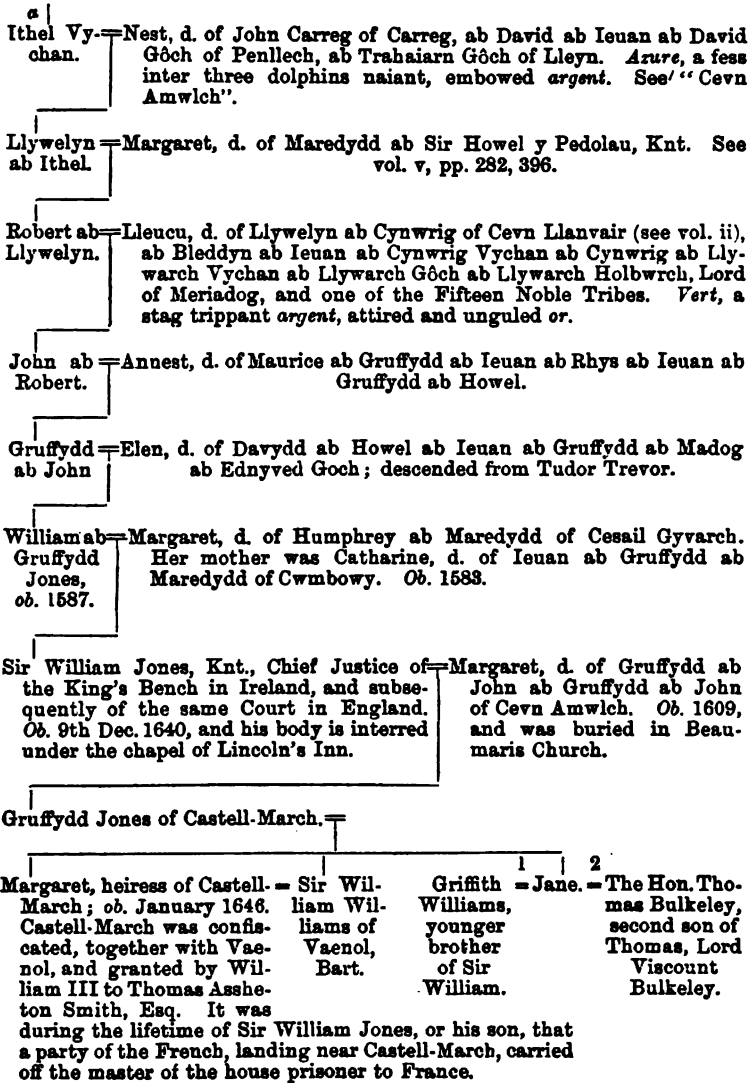 a
Ithel Vy-=Nest, d. of John Carreg of Carreg, ab David ab Ieuan ab David
chan. Gôch of Penllech, ab Trahaiarn Gôch of Lleyn. Azure, a fess
inter three dolphins naiant, embowed argent. See "Cevn
Amwlch".
Llywelyn=Margaret, d. of Maredydd ab Sir Howel y Pedolau, Knt. See
ab Ithel. vol. v, pp. 282, 396.
Robert ab=Lleucu, d. of Llywelyn ab Cynwrig of Cevn Llanvair (see vol. ii),
Llywelyn. ab Bleddyn ab Ieuan ab Cynwrig Vychan ab Cynwrig ab Lly-
warch Vychan ab Llywarch Gôch ab Llywarch Holbwrch, Lord
of Meriadog, and one of the Fifteen Noble Tribes. Vert, a
stag trippant argent, attired and unguled or.
John ab=Annest, d. of Maurice ab Gruffydd ab Ieuan ab Rhys ab Ieuan ab
Robert. Gruffydd ab Howel.
Gruffydd=Elen, d. of Davydd ab Howel ab Ieuan ab Gruffydd ab Madog
ab John ab Ednyved Goch; descended from Tudor Trevor.
William ab=Margaret, d. of Humphrey ab Maredydd of Cesail Gyvarch.
Gruffydd Her mother was Catharine, d. of Ieuan ab Gruffydd ab
Jones, Maredydd of Cwmbowy. Ob. 1583.
ob. 1587.
Sir William Jones, Knt., Chief Justice of=Margaret, d. of Gruffydd ab
the King's Bench in Ireland, and subse- John ab Gruffydd ab John
quently of the same Court in England. of Cevn Amwlch. Ob. 1609,
Ob. 9th Dec. 1640, and his body is interred and was buried in Beau-
under the chapel of Lincoln's Inn. maris Church.
Gruffydd Jones of Castell-March.=
1 2
Margaret, heiress of Castell-= Sir Wil- Griffith =Jane.=The Hon. Tho-
March; ob. January 1646. liam Wil- Williams, mas Bulkeley,
Castell-March was confis- liams of younger second son of
cated, together with Vae- Vaenol, brother Thomas, Lord
nol, and granted by Wil- Bart. of Sir Viscount
liam III to Thomas Asshe- William. Bulkeley.
ton Smith, Esq. It was
during the lifetime of Sir William Jones, or his son, that
a party of the French, landing near Castell-March, carried
off the master of the house prisoner to France.